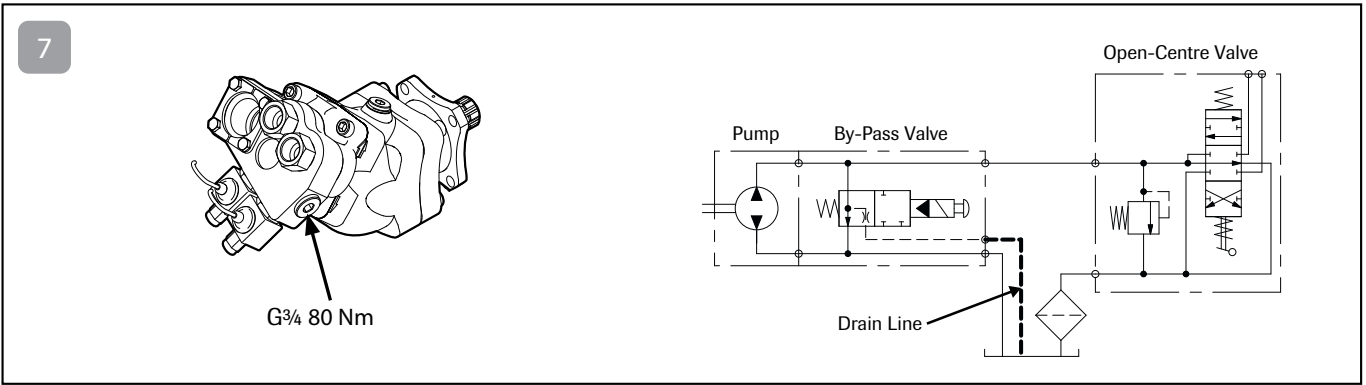 7
G¾ 80 Nm
Open-Centre Valve
Pump
By-Pass Valve
Drain Line